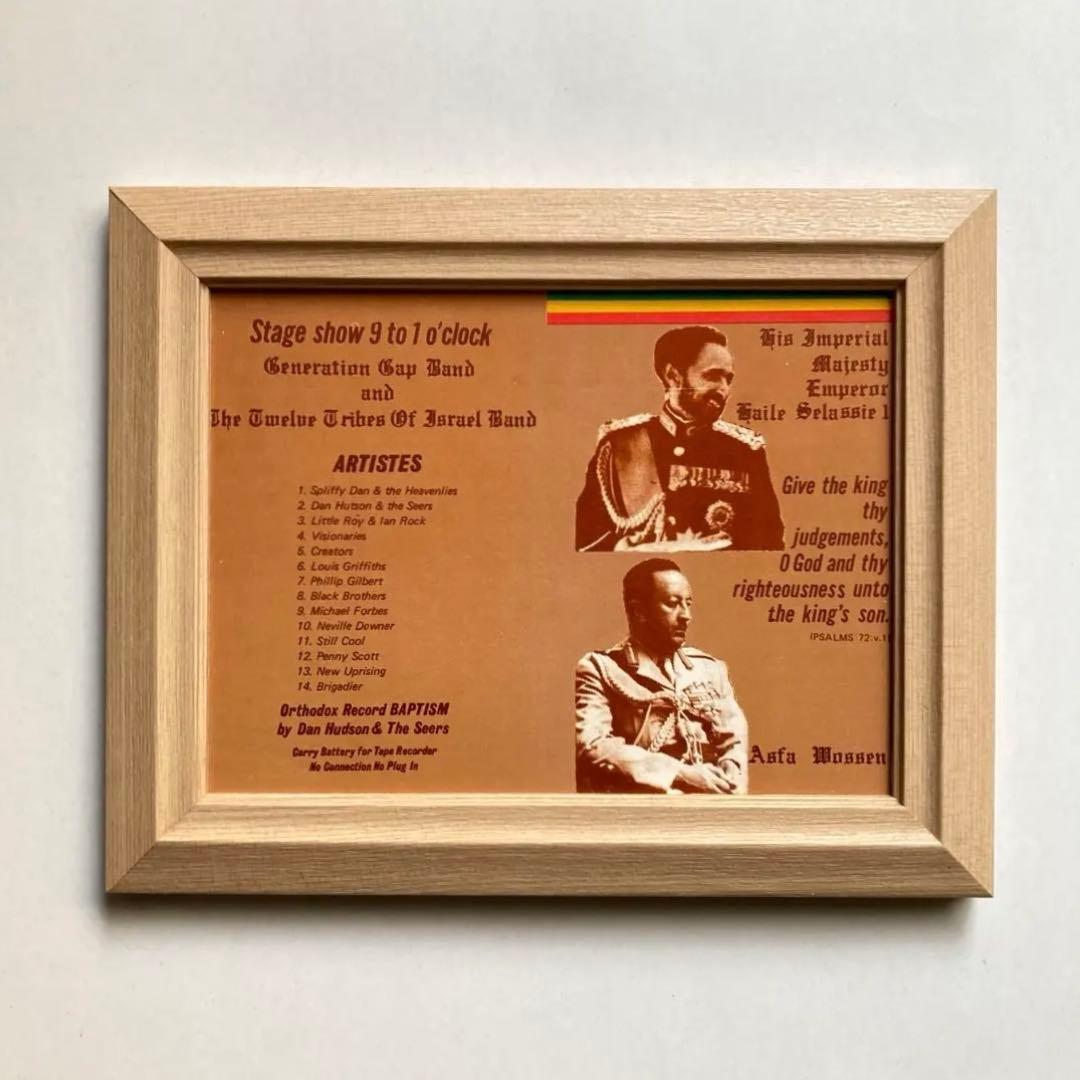 Stage show 9 to 1 o'clock
Generation Gap Band
and
The Twelve Tribes Of Israel Band
ARTISTES
1. Spliffy Dan & the Heavenlies
2. Dan Hutson & the Seers
3. Little Roy & Ian Rock
4. Visionaries
5. Creators
6. Louis Griffiths
7. Phillip Gilbert
8. Black Brothers
9. Michael Forbes
10. Neville Downer
11. Still Cool
12. Penny Scott
13. New Uprising
14. Brigadier
Orthodox Record BAPTISM
by Dan Hudson & The Seers
Carry Battery for Tape Recorder
No Connection No Plug In
His Imperial
Majesty
Emperor
Haile Selassie 1
Give the king
thy
judgements,
O God and thy
righteousness unto
the king's son.
(PSALMS 72:v.1)
Asfa Wossen